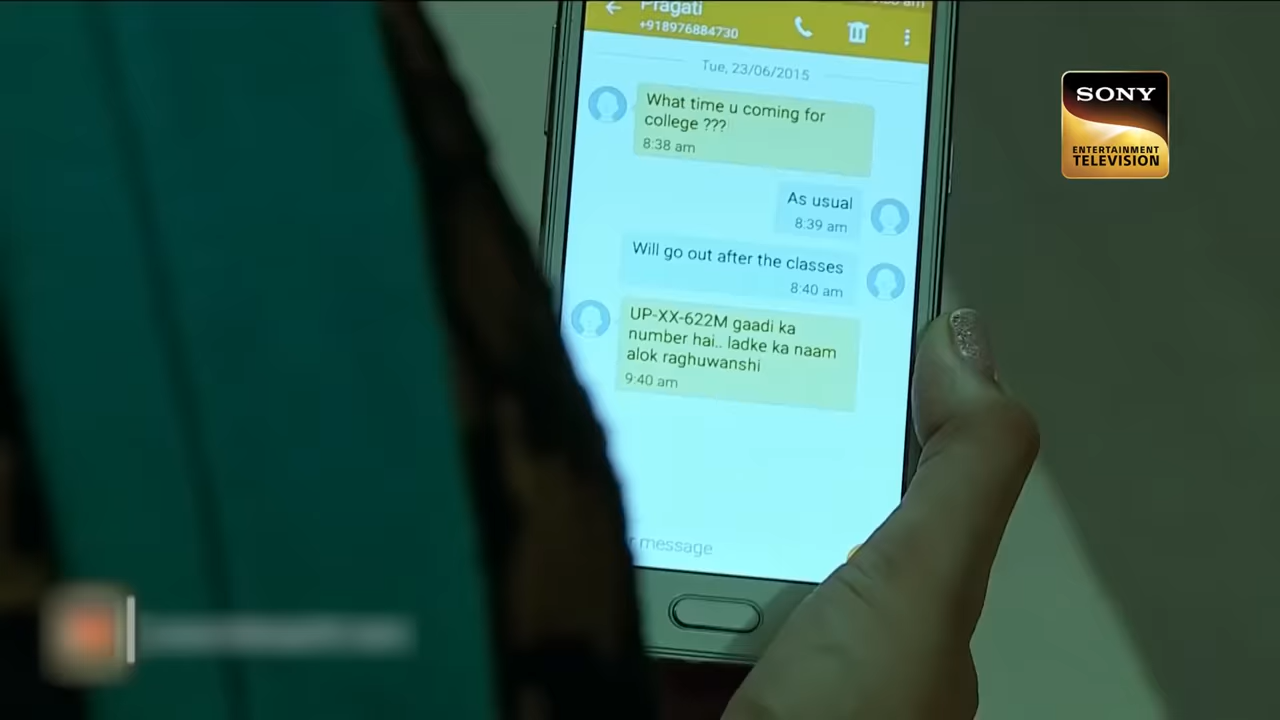 Pragati
+918976884730
Tue, 23/06/2015
What time u coming for
college ???
8:38 am
As usual
8:39 am
Will go out after the classes
8:40 am
UP-XX-622M gaadi ka
number hai.. ladke ka naam
alok raghuwanshi
9:40 am
message
SONY
ENTERTAINMENT
TELEVISION